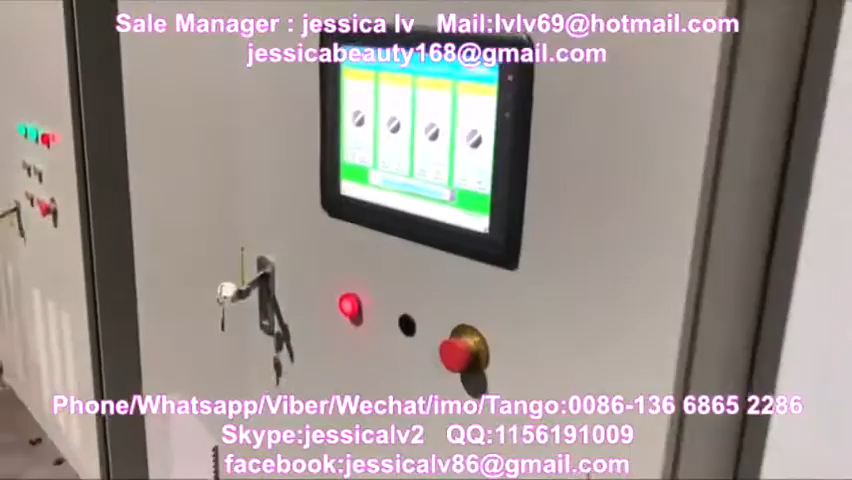 Sale Manager : jessica lv Mail:lvlv69@hotmail.com
jessicabeauty168@gmail.com
Phone/Whatsapp/Viber/Wechat/imo/Tango:0086-136 6865 2286
Skype:jessicalv2 QQ:1156191009
facebook:jessicalv86@gmail.com